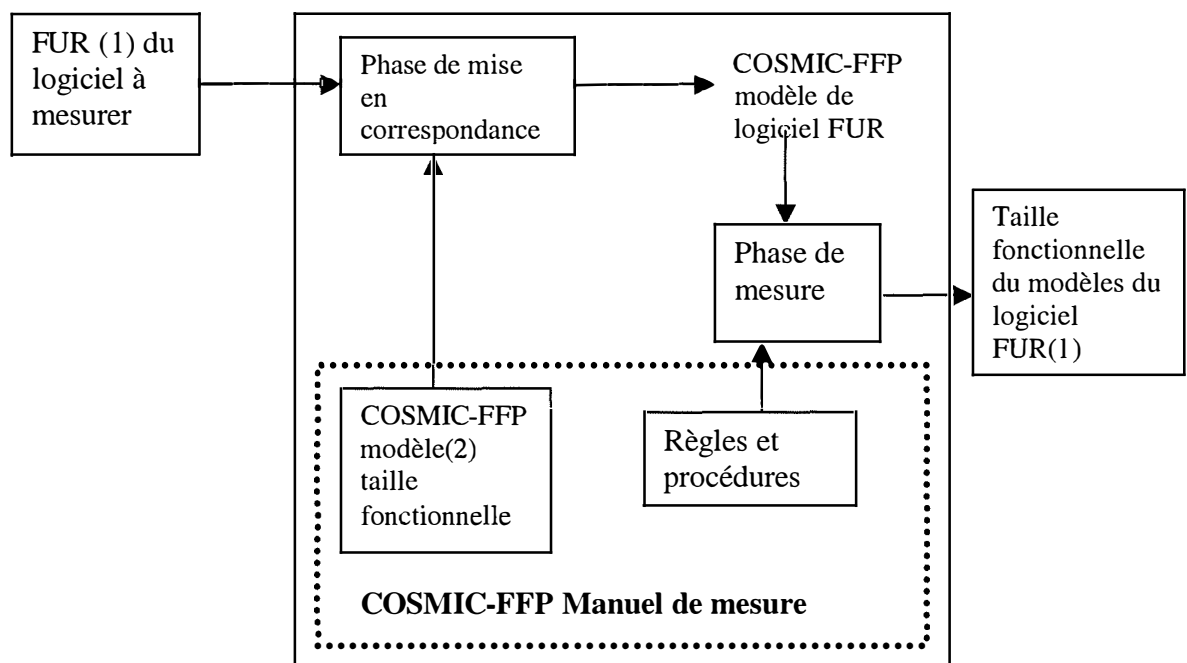 FUR (1) du
logiciel à
mesurer
Phase de mise
en
correspondance
COSMIC-FFP
modèle de
logiciel FUR
Phase de
mesure
Taille
fonctionnelle
du modèles du
logiciel
FUR(1)
COSMIC-FFP
modèle(2)
taille
fonctionnelle
Règles et
procédures
COSMIC-FFP Manuel de mesure